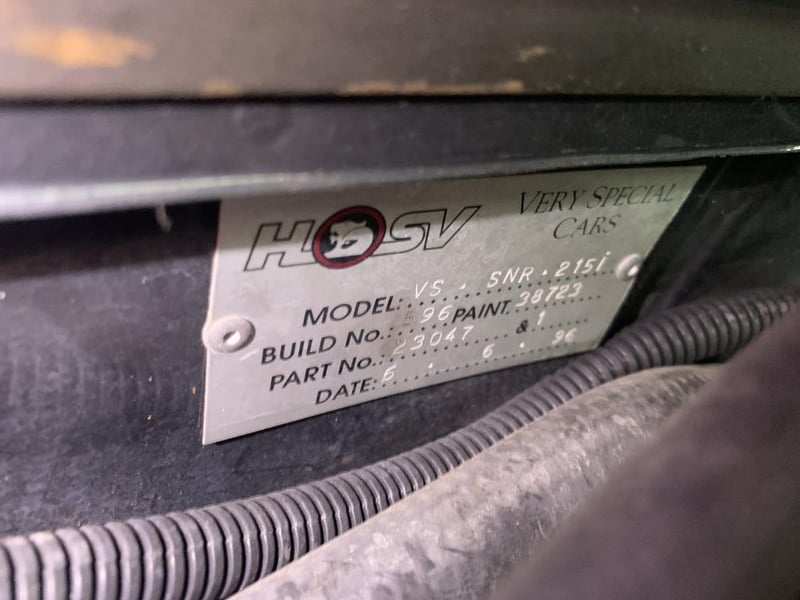 HSV
VERY SPECIAL
CARS
MODEL: VS . SNR . 215i
BUILD No.: 596 PAINT. 38723
PART No.: 23047 & 1
DATE: 6 . 6 . 96